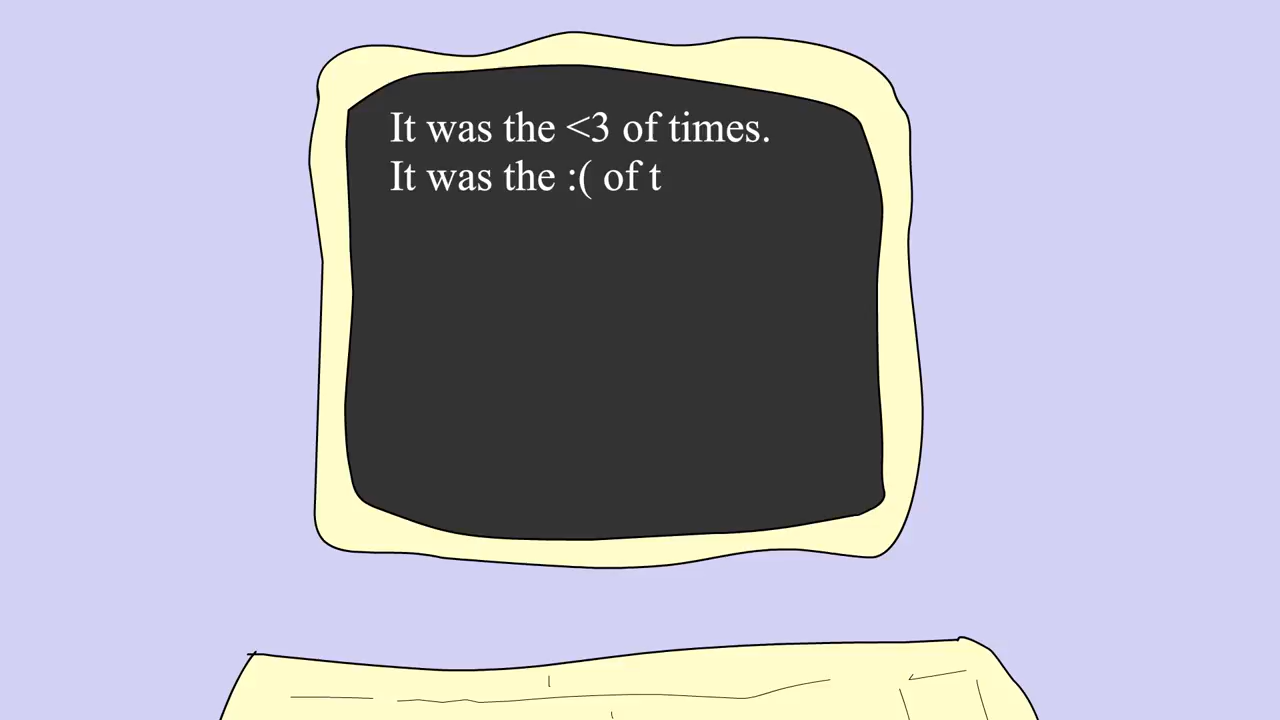 It was the <3 of times.
It was the :( of t